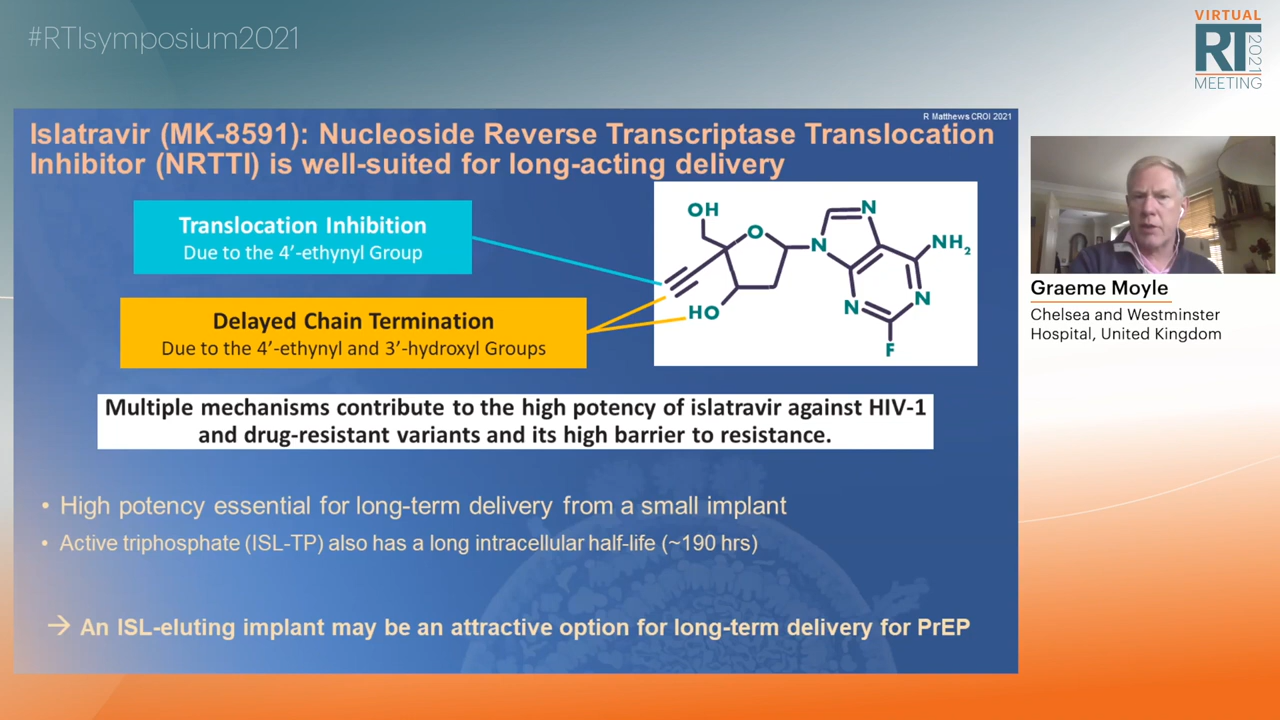 #RTIsymposium2021
VIRTUAL
RT
2021
MEETING
R Matthews CROI 2021
Islatravir (MK-8591): Nucleoside Reverse Transcriptase Translocation
Inhibitor (NRTTI) is well-suited for long-acting delivery
Translocation Inhibition
Due to the 4′-ethynyl Group
Delayed Chain Termination
Due to the 4′-ethynyl and 3′-hydroxyl Groups
OH
O
N
N
NH₂
HO
N
N
F
Multiple mechanisms contribute to the high potency of islatravir against HIV-1
and drug-resistant variants and its high barrier to resistance.
• High potency essential for long-term delivery from a small implant
• Active triphosphate (ISL-TP) also has a long intracellular half-life (~190 hrs)
→ An ISL-eluting implant may be an attractive option for long-term delivery for PrEP
Graeme Moyle
Chelsea and Westminster
Hospital, United Kingdom